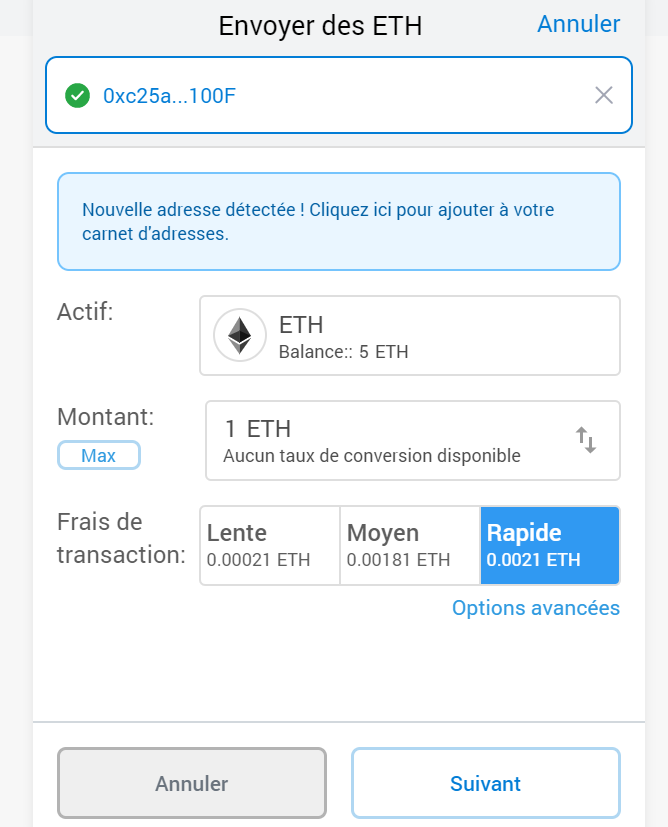 Envoyer des ETH
Annuler
0xc25a...100F
Nouvelle adresse détectée ! Cliquez ici pour ajouter à votre
carnet d'adresses.
Actif:
ETH
Balance:: 5 ETH
Montant:
Max
1 ETH
Aucun taux de conversion disponible
Frais de
transaction:
Lente
0.00021 ETH
Moyen
0.00181 ETH
Rapide
0.0021 ETH
Options avancées
Annuler
Suivant